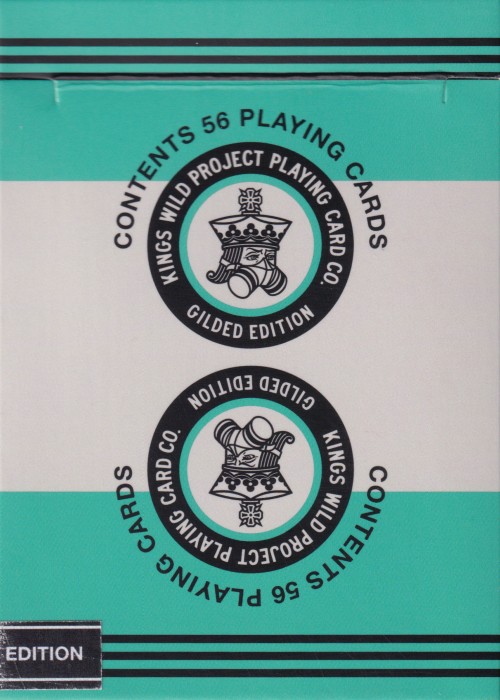 CONTENTS 56 PLAYING CARDS
KINGS WILD PROJECT PLAYING CARD CO.
GILDED EDITION
GILDED EDITION
KINGS WILD PROJECT PLAYING CARD CO.
CONTENTS 56 PLAYING CARDS
EDITION